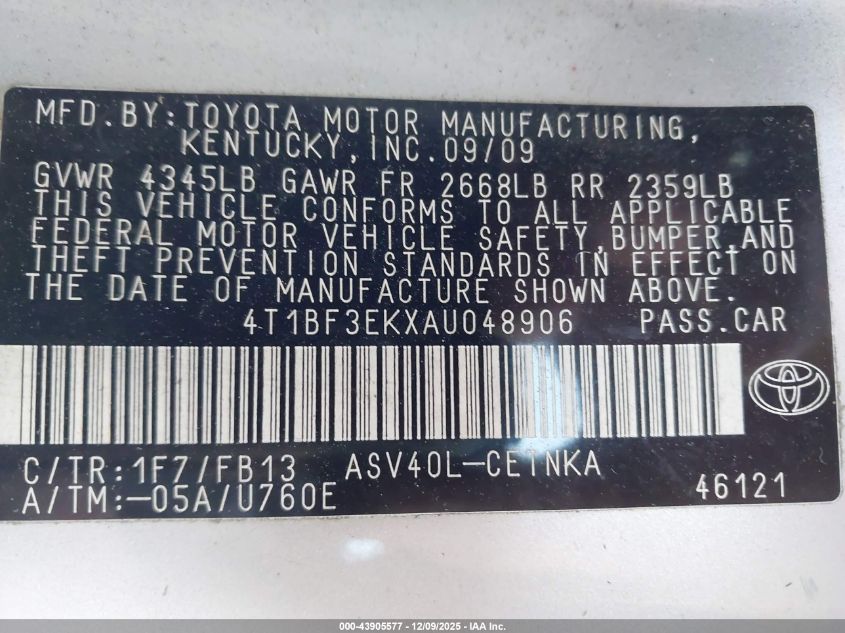 MFD.BY:TOYOTA MOTOR MANUFACTURING,
KENTUCKY,INC.09/09
GVWR 4345LB GAWR FR 2668LB RR 2359LB
THIS VEHICLE CONFORMS TO ALL APPLICABLE
FEDERAL MOTOR VEHICLE SAFETY,BUMPER,AND
THEFT PREVENTION STANDARDS IN EFFECT ON
THE DATE OF MANUFACTURE SHOWN ABOVE.
4T1BF3EKXAU048906 PASS.CAR
C/TR:1F7/FB13 ASV40L-CETNKA
A/TM:-05A/U760E 46121
000-43905577 | 12/09/2025 | IAA Inc.